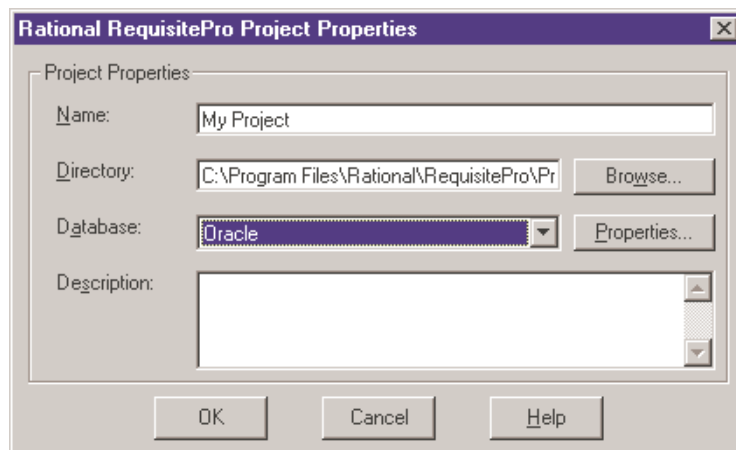 Rational RequisitePro Project Properties
Project Properties
Name: My Project
Directory: C:\Program Files\Rational\RequisitePro\Pr Browse...
Database: Oracle Properties...
Description:
OK Cancel Help